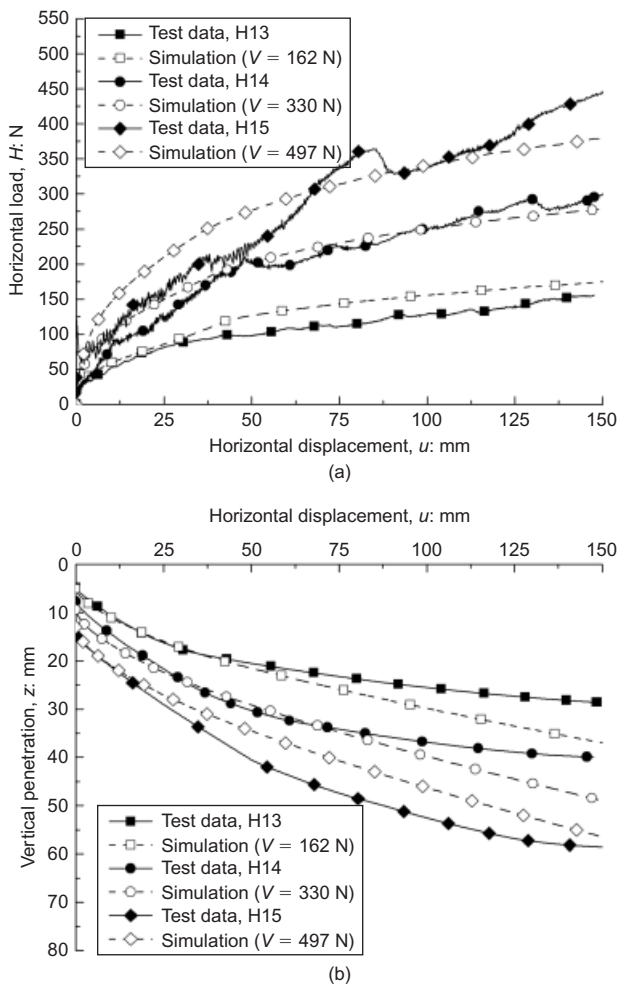 550
500
450
400
350
300
250
200
150
100
50
0
Horizontal load, H: N
Test data, H13
Simulation (V = 162 N)
Test data, H14
Simulation (V = 330 N)
Test data, H15
Simulation (V = 497 N)
0 25 50 75 100 125 150
Horizontal displacement, u: mm
(a)
Horizontal displacement, u: mm
0 25 50 75 100 125 150
0
10
20
30
40
50
60
70
80
Vertical penetration, z: mm
Test data, H13
Simulation (V = 162 N)
Test data, H14
Simulation (V = 330 N)
Test data, H15
Simulation (V = 497 N)
(b)